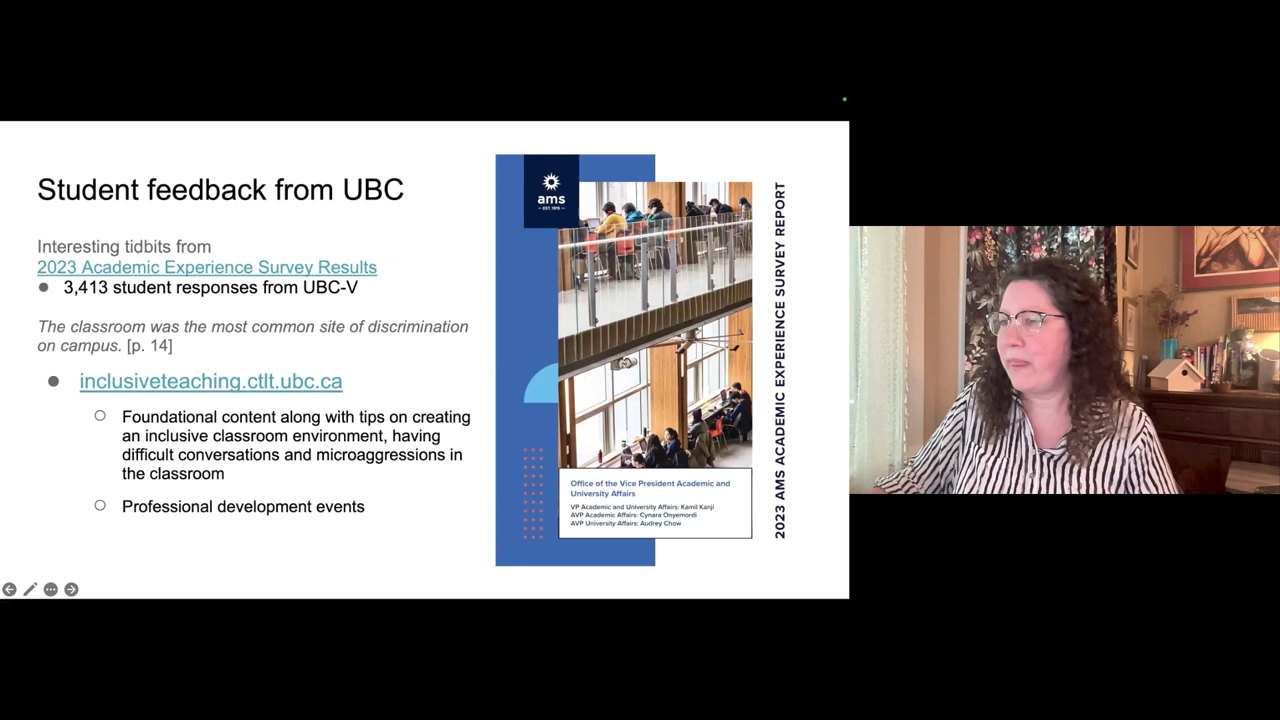 Student feedback from UBC
Interesting tidbits from
2023 Academic Experience Survey Results
● 3,413 student responses from UBC-V
The classroom was the most common site of discrimination
on campus. [p. 14]
● inclusiveteaching.ctlt.ubc.ca
○ Foundational content along with tips on creating
an inclusive classroom environment, having
difficult conversations and microaggressions in
the classroom
○ Professional development events
ams
Office of the Vice President Academic and
University Affairs
VP Academic and University Affairs: Kamil Kanji
AVP Academic Affairs: Cynara Onyemordi
AVP University Affairs: Audrey Chow
2023 AMS ACADEMIC EXPERIENCE SURVEY REPORT